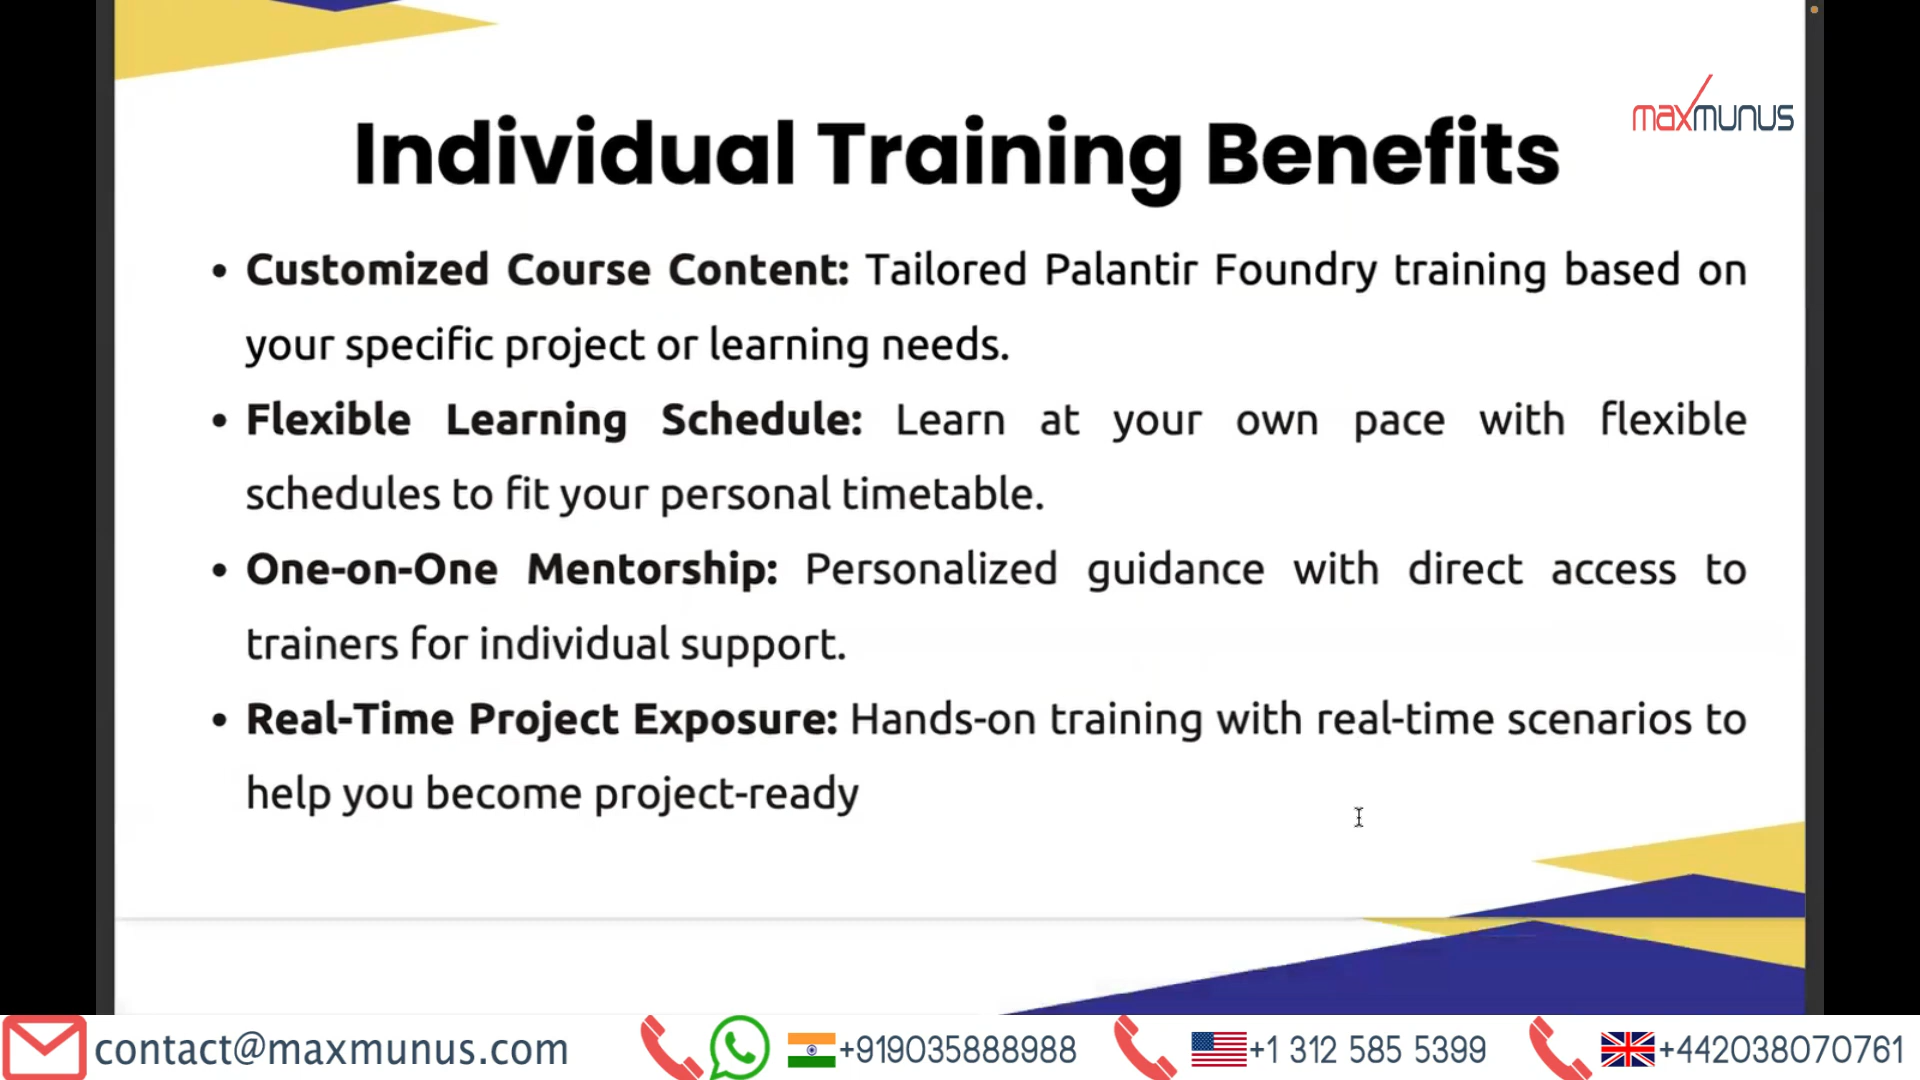 maxmunus
Individual Training Benefits
• Customized Course Content: Tailored Palantir Foundry training based on
your specific project or learning needs.
• Flexible Learning Schedule: Learn at your own pace with flexible
schedules to fit your personal timetable.
• One-on-One Mentorship: Personalized guidance with direct access to
trainers for individual support.
• Real-Time Project Exposure: Hands-on training with real-time scenarios to
help you become project-ready
contact@maxmunus.com +919035888988 +1 312 585 5399 +442038070761